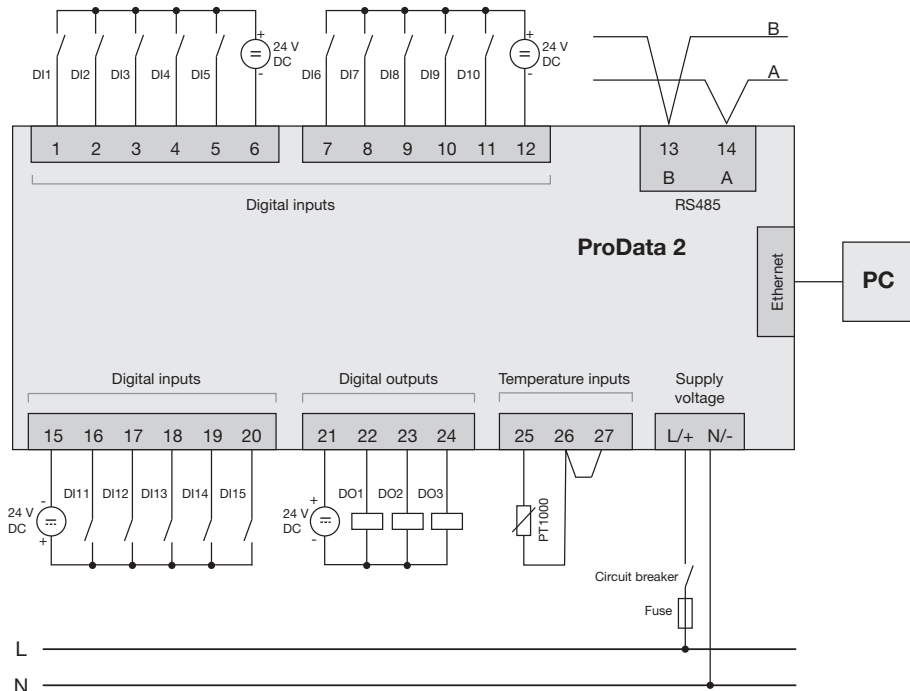 +
24 V
DC
-
DI1 DI2 DI3 DI4 DI5
+
24 V
DC
-
DI6 DI7 DI8 DI9 D10
B
A
1 2 3 4 5 6
7 8 9 10 11 12
13 14
B A
Digital inputs
RS485
ProData 2
Ethernet
PC
Digital inputs
Digital outputs
Temperature inputs
Supply
voltage
15 16 17 18 19 20
21 22 23 24
25 26 27
L/+ N/-
-
24 V
DC
+
DI11 DI12 DI13 DI14 DI15
+
24 V
DC
-
DO1 DO2 DO3
PT1000
Circuit breaker
Fuse
L
N